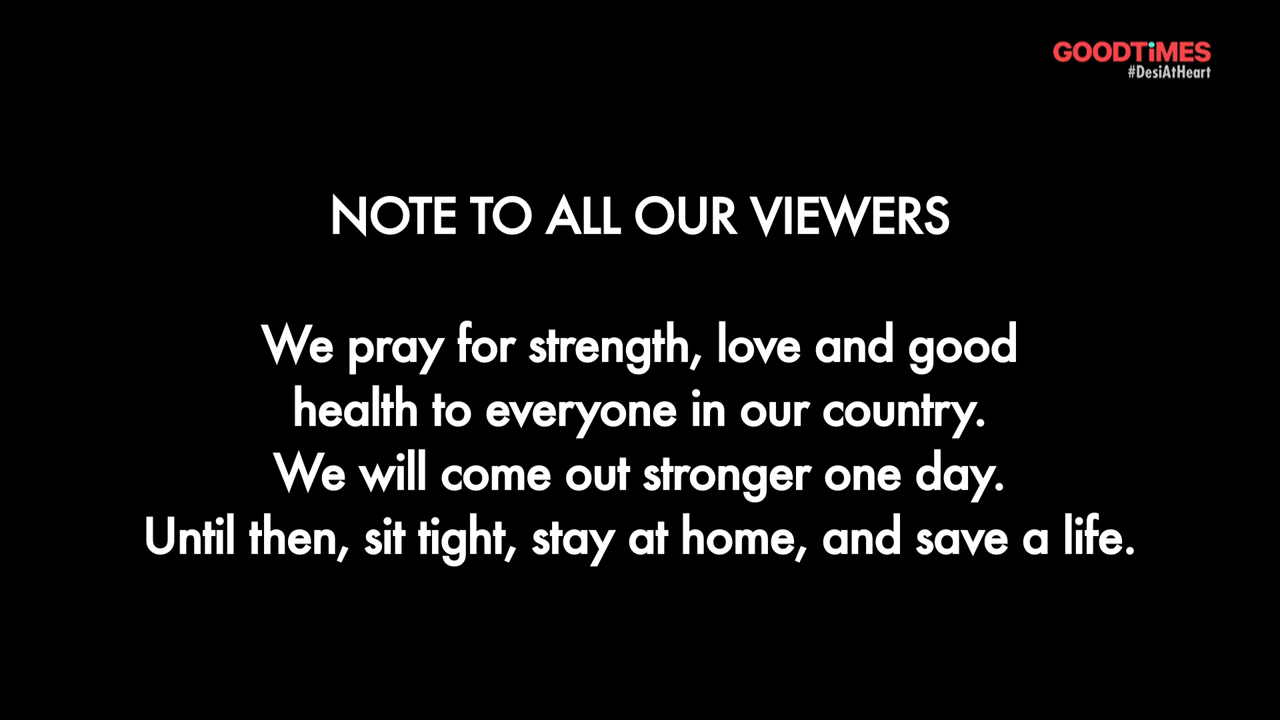 GOODTiMES
#DesiAtHeart
NOTE TO ALL OUR VIEWERS
We pray for strength, love and good
health to everyone in our country.
We will come out stronger one day.
Until then, sit tight, stay at home, and save a life.